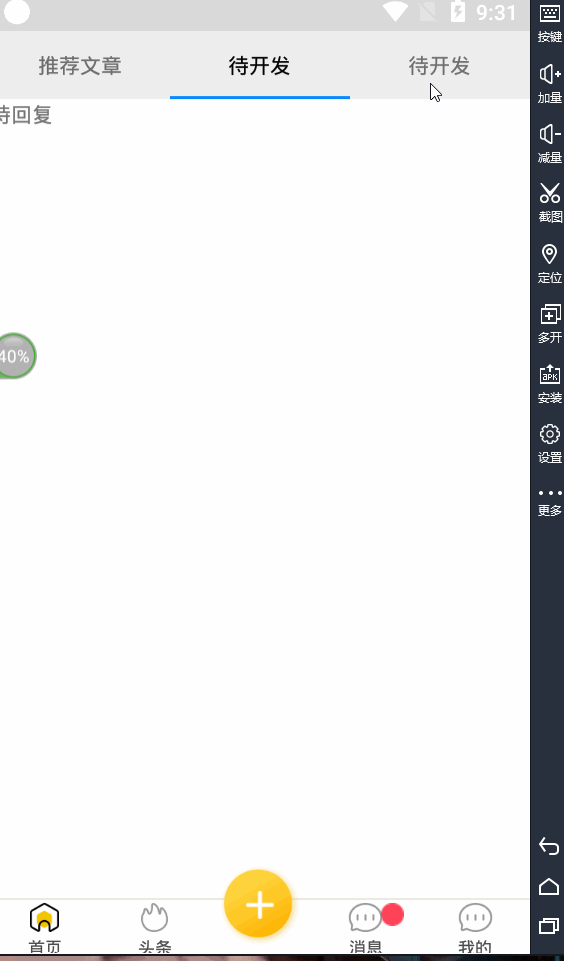 9:31
推荐文章
待开发
待开发
待回复
40%
首页
头条
消息
我的
按键
加量
减量
截图
定位
多开
APK
安装
设置
更多